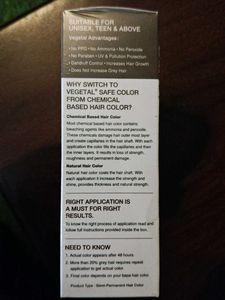 SUITABLE FOR
UNISEX, TEEN & ABOVE
Vegetal Advantages:
• No PPD • No Ammonia • No Peroxide
• No Paraben • UV & Pollution Protection
• Dandruff Control • Increases Hair Growth
• Does Not Increase Grey Hair
WHY SWITCH TO
VEGETAL® SAFE COLOR
FROM CHEMICAL
BASED HAIR COLOR?
Chemical Based Hair Color
Most chemical based hair color contains
bleaching agents like ammonia and peroxide.
These chemicals damage hair outer most layer
and create capillaries in the hair shaft. With each
application the color fills the capillaries and then
the inner layers. It results in loss of strength,
roughness and permanent damage.
Natural Hair Color
Natural hair color coats the hair shaft. With
each application it increase the strength and
shine, provides thickness and natural strength.
RIGHT APPLICATION IS
A MUST FOR RIGHT
RESULTS.
To know the right process of application read and
follow full instructions provided inside the box.
NEED TO KNOW
1. Actual color appears after 48 hours
2. More than 20% grey hair requires repeat
application to get actual color
3. Final color depends on your base hair color
Product Type : Semi-Permanent Hair Color